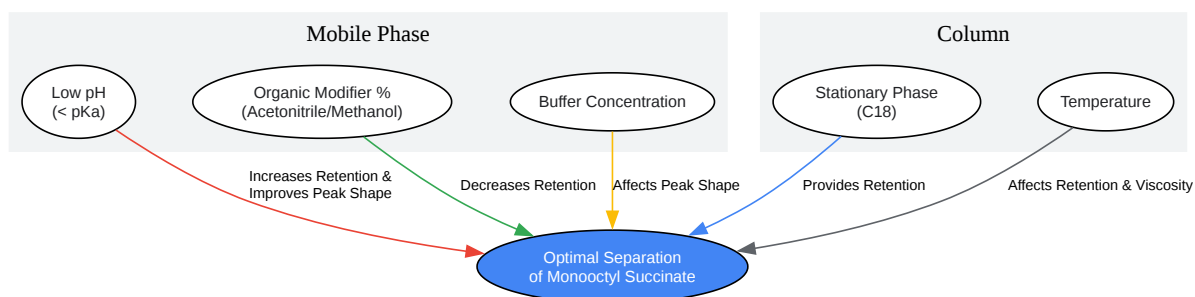 Mobile Phase
Column
Low pH
(< pKa)
Organic Modifier %
(Acetonitrile/Methanol)
Buffer Concentration
Stationary Phase
(C18)
Temperature
Increases Retention &
Improves Peak Shape
Decreases Retention
Affects Peak Shape
Provides Retention
Affects Retention & Viscosity
Optimal Separation
of Monooctyl Succinate